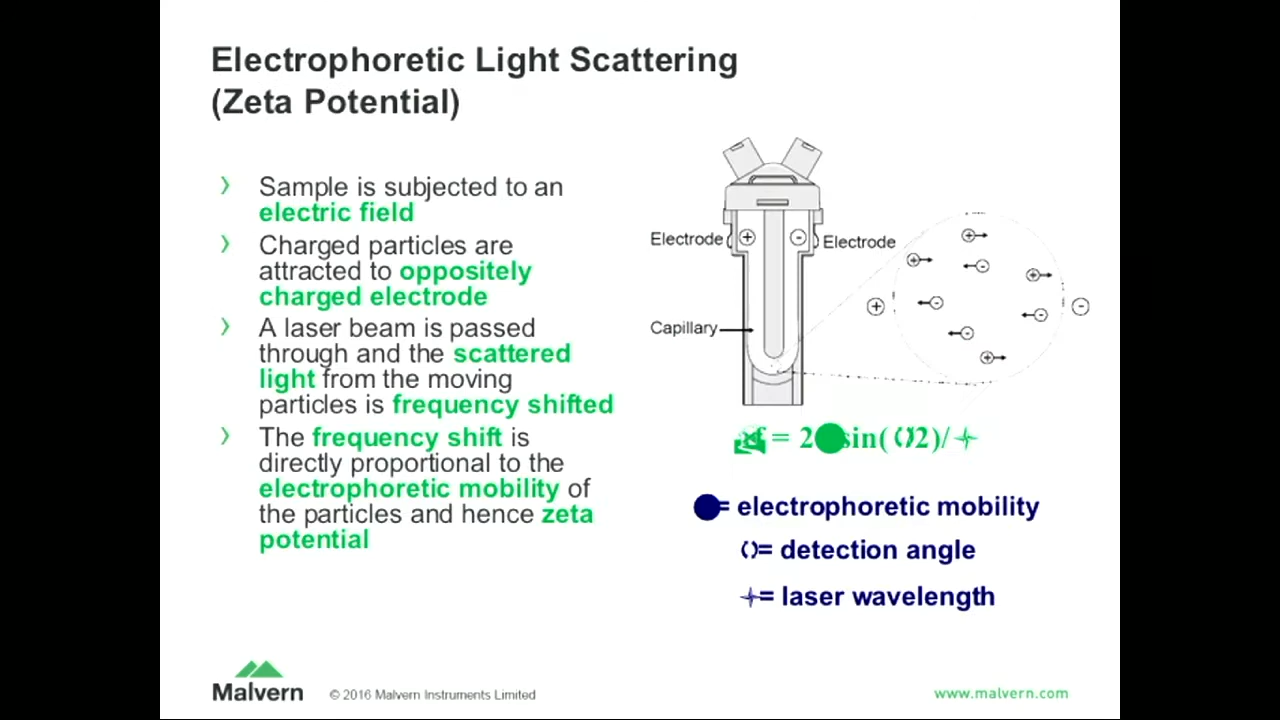 Electrophoretic Light Scattering
(Zeta Potential)
› Sample is subjected to an
electric field
› Charged particles are
attracted to oppositely
charged electrode
› A laser beam is passed
through and the scattered
light from the moving
particles is frequency shifted
› The frequency shift is
directly proportional to the
electrophoretic mobility of
the particles and hence zeta
potential
Electrode + - Electrode
Capillary
+ -
f = 2 sin( 2)/
= electrophoretic mobility
= detection angle
= laser wavelength
Malvern
© 2016 Malvern Instruments Limited
www.malvern.com